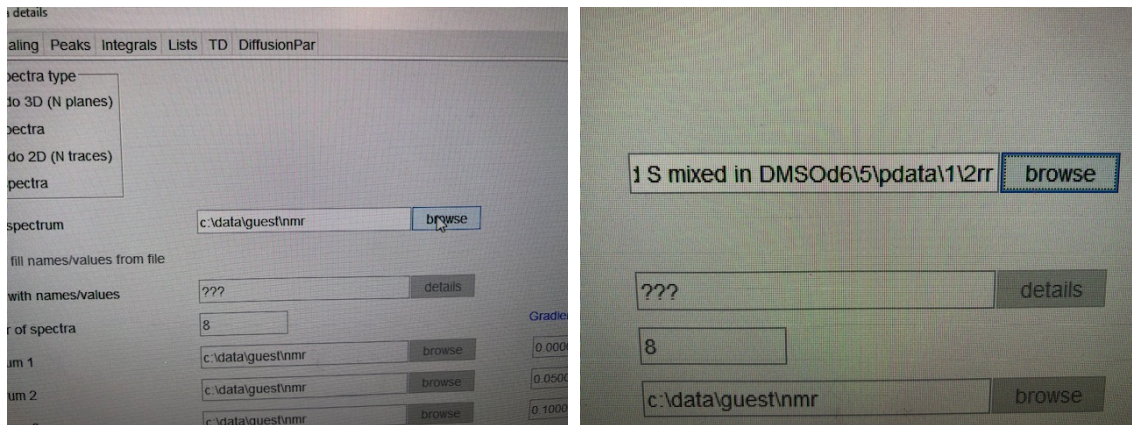 details
aling Peaks Integrals Lists TD DiffusionPar
pectra type
do 3D (N planes)
pectra
do 2D (N traces)
pectra
spectrum c:\data\guest\nmr browse
fill names/values from file
with names/values ??? details
r of spectra 8 Gradie
um 1 c:\data\guest\nmr browse 0.000
um 2 c:\data\guest\nmr browse 0.0500
c:\data\guest\nmr browse 0.1000
S mixed in DMSOd6\5\pdata\1\2rr browse
??? details
8
c:\data\guest\nmr browse